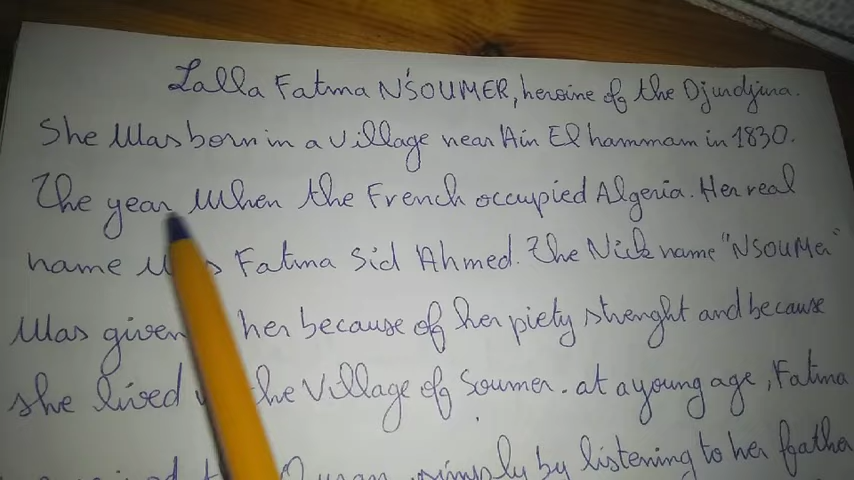 Lalla Fatma N'SOUMER, heroine of the Djurdjura.
She Was born in a village near Ain El hammam in 1830.
The year When the French occupied Algeria. Her real
name Fatma Sid Ahmed. The Nick name "NSOUMer"
Was given her because of her piety strenght and because
she lived the Village of Soumer. at a young age, Fatma
Quran simply by listening to her father